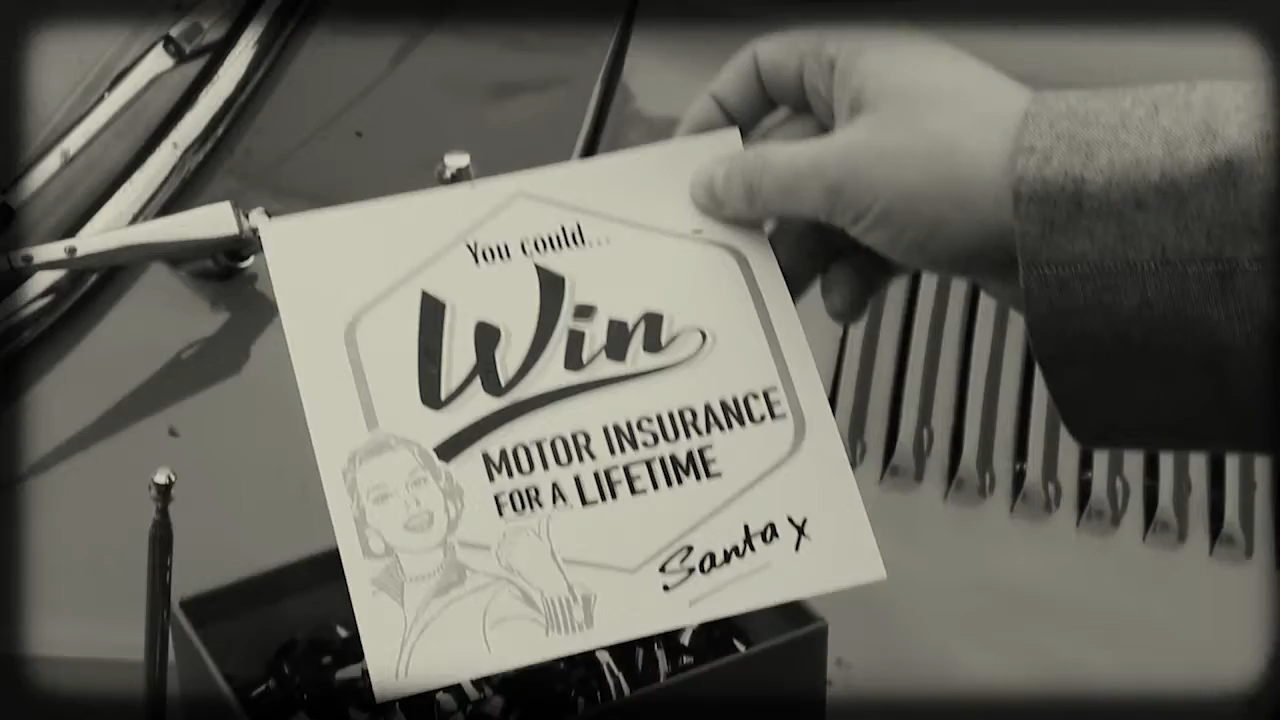 You could...
Win
MOTOR INSURANCE
FOR A LIFETIME
Santa x